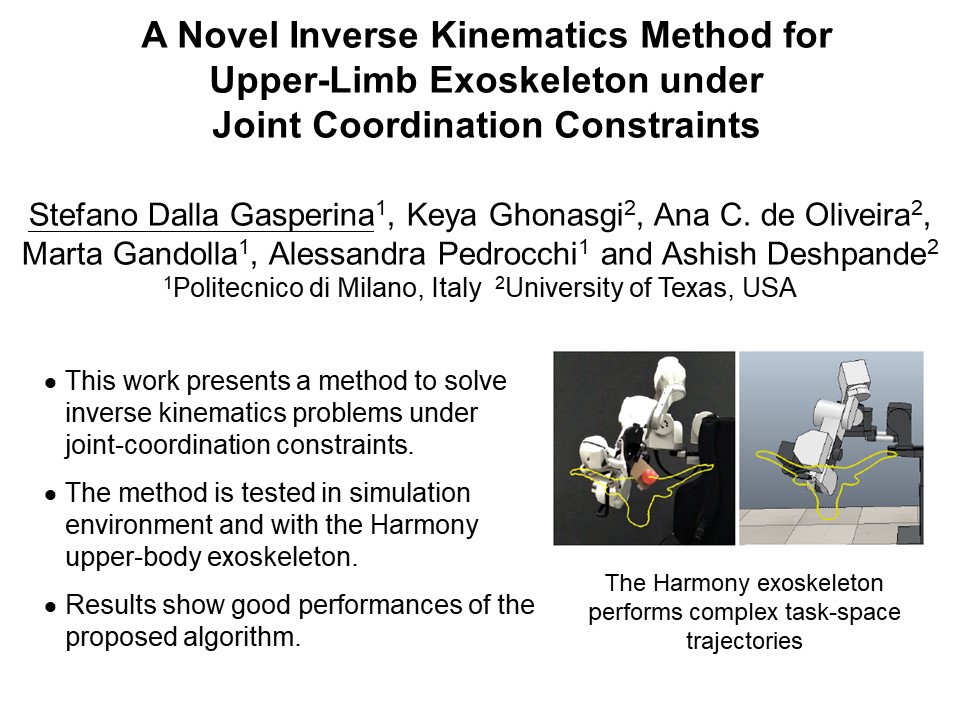 A Novel Inverse Kinematics Method for
Upper-Limb Exoskeleton under
Joint Coordination Constraints
Stefano Dalla Gasperina¹, Keya Ghonasgi², Ana C. de Oliveira²,
Marta Gandolla¹, Alessandra Pedrocchi¹ and Ashish Deshpande²
¹Politecnico di Milano, Italy ²University of Texas, USA
• This work presents a method to solve
inverse kinematics problems under
joint-coordination constraints.
• The method is tested in simulation
environment and with the Harmony
upper-body exoskeleton.
• Results show good performances of the
proposed algorithm.
The Harmony exoskeleton
performs complex task-space
trajectories